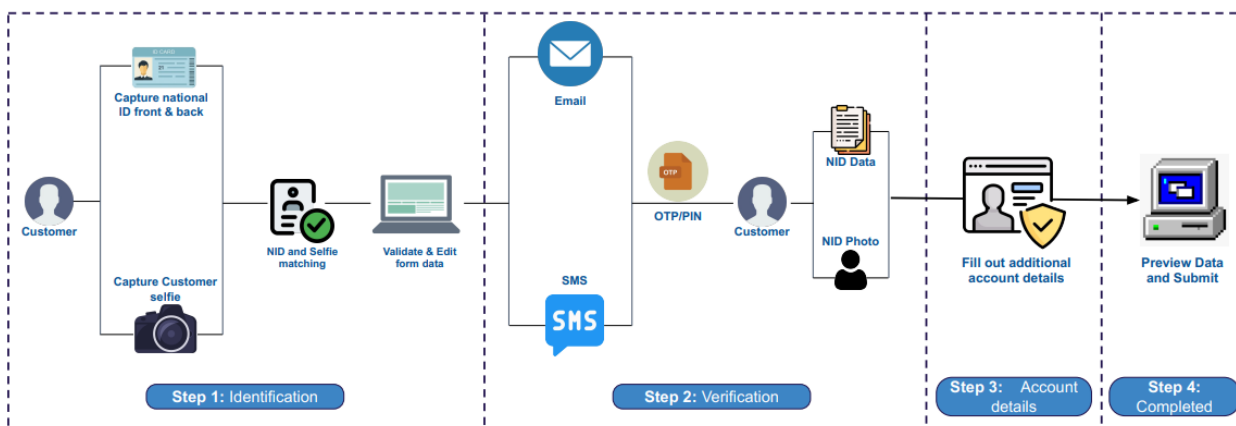 ID CARD
Capture national
ID front & back
Customer
NID and Selfie
matching
Validate & Edit
form data
Capture Customer
selfie
Step 1: Identification
Email
SMS
SMS
OTP
OTP/PIN
Customer
NID Data
NID Photo
Step 2: Verification
Fill out additional
account details
Step 3: Account
details
Preview Data
and Submit
Step 4:
Completed